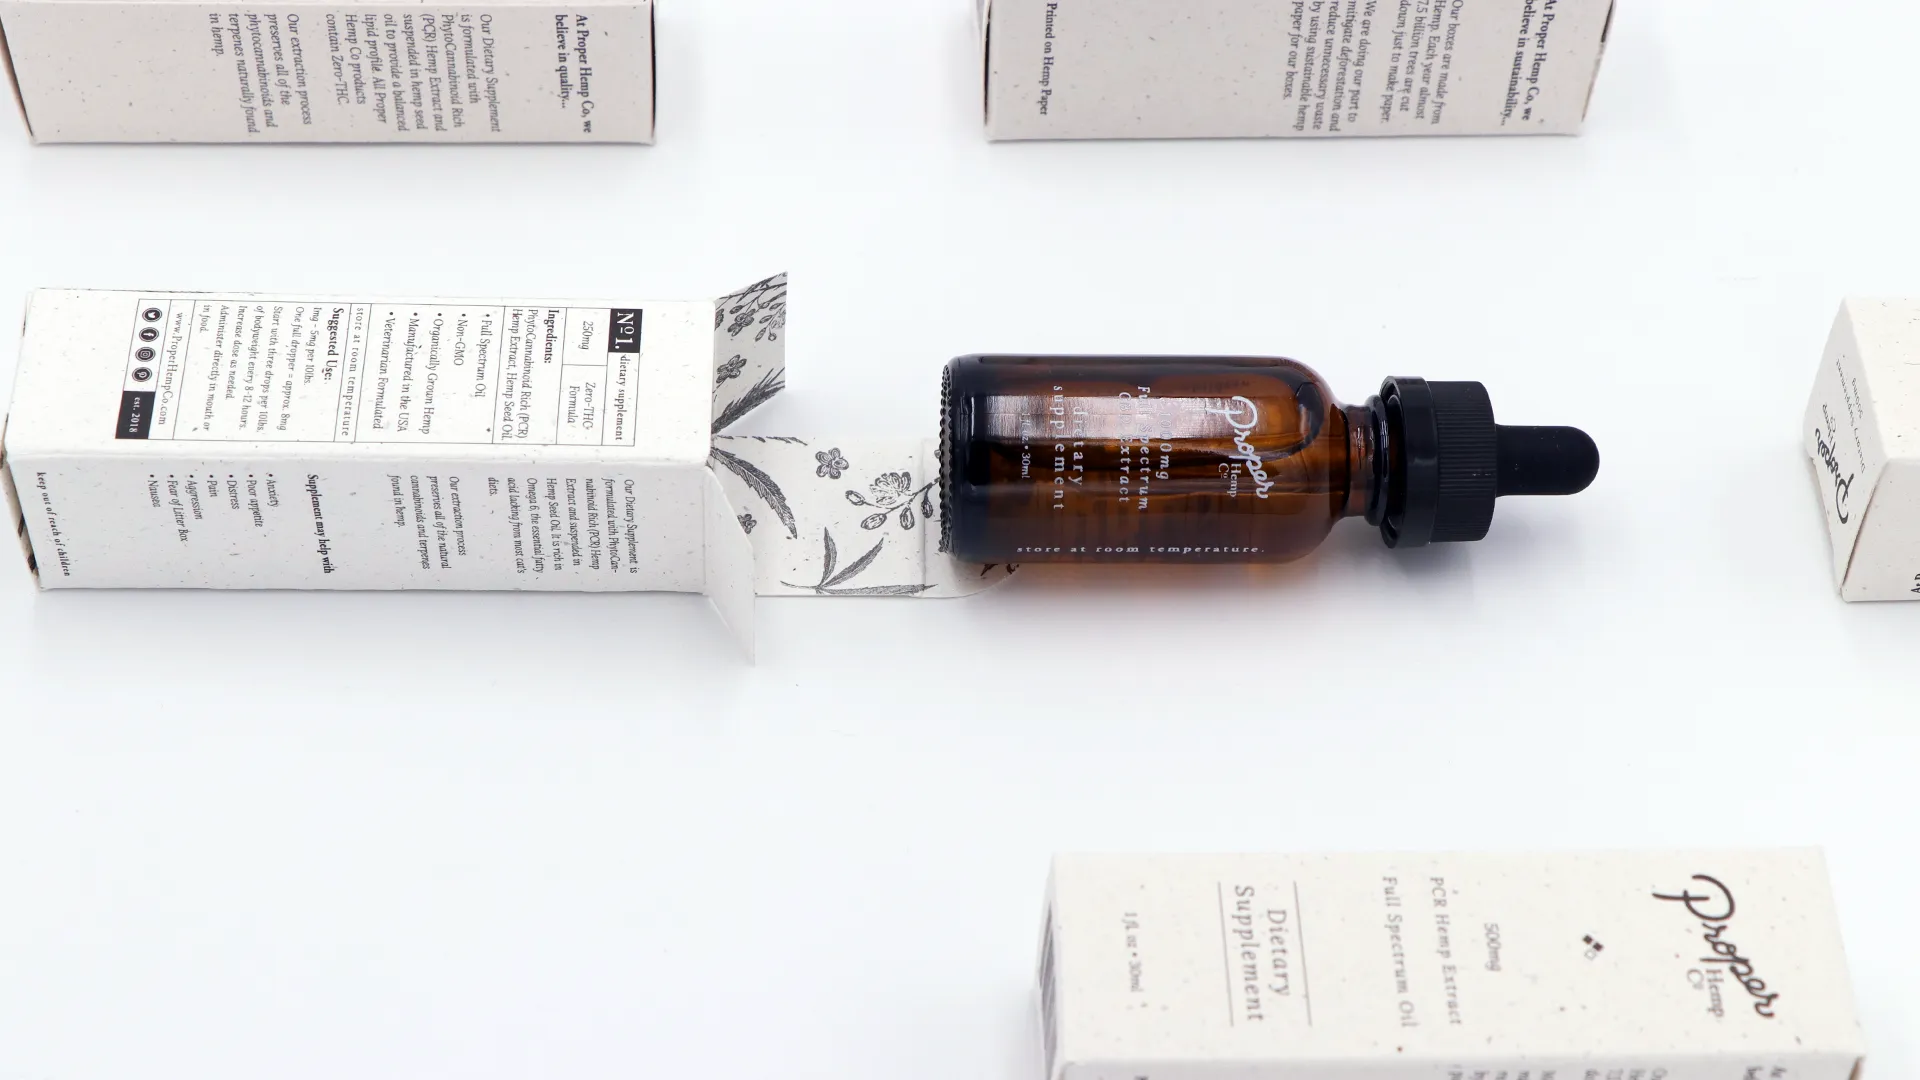 At Proper Hemp Co, we
believe in quality...
Our Dietary Supplement
is formulated with
PhytoCannabinoid Rich
(PCR) Hemp Extract and
suspended in hemp seed
oil to provide a balanced
lipid profile. All Proper
Hemp Co products
contain Zero-THC.
Our extraction process
preserves all of the
phytocannabinoids and
terpenes naturally found
in hemp.
At Proper Hemp Co, we
believe in sustainability...
Our boxes are made from
Hemp. Each year almost
7.5 billion trees are cut
down just to make paper.
We are doing our part to
mitigate deforestation and
reduce unnecessary waste
by using sustainable hemp
paper for our boxes.
Printed on Hemp Paper
Nº1. dietary supplement
250mg
Zero-THC
Formula
Ingredients:
PhytoCannabinoid Rich (PCR)
Hemp Extract, Hemp Seed Oil.
• Full Spectrum Oil
• Non-GMO
• Organically Grown Hemp
• Manufactured in the USA
• Veterinarian Formulated
store at room temperature
Suggested Use:
1mg - 5mg per 10lbs.
One full dropper = approx. 8mg
Start with three drops per 10lbs.
of bodyweight every 8-12 hours.
Increase dose as needed.
Administer directly in mouth or
in food.
www.ProperHempCo.com
est. 2018
Our Dietary Supplement is
formulated with PhytoCan-
nabinoid Rich (PCR) Hemp
Extract and suspended in
Hemp Seed Oil. It is rich in
Omega 6, the essential fatty
acid lacking from most cat's
diets.
Our extraction process
preserves all of the natural
cannabinoids and terpenes
found in hemp.
Supplement may help with
• Anxiety
• Poor appetite
• Distress
• Pain
• Aggression
• Fear of Litter Box
• Nausea
keep out of reach of children
Proper
Hemp
Cº
Full Spectrum
Extract
dietary
supplement
30ml
store at room temperature.
Proper
Proper
Hemp
Cº
500mg
PCR Hemp Extract
Full Spectrum Oil
Dietary
Supplement
1 fl. oz • 30ml